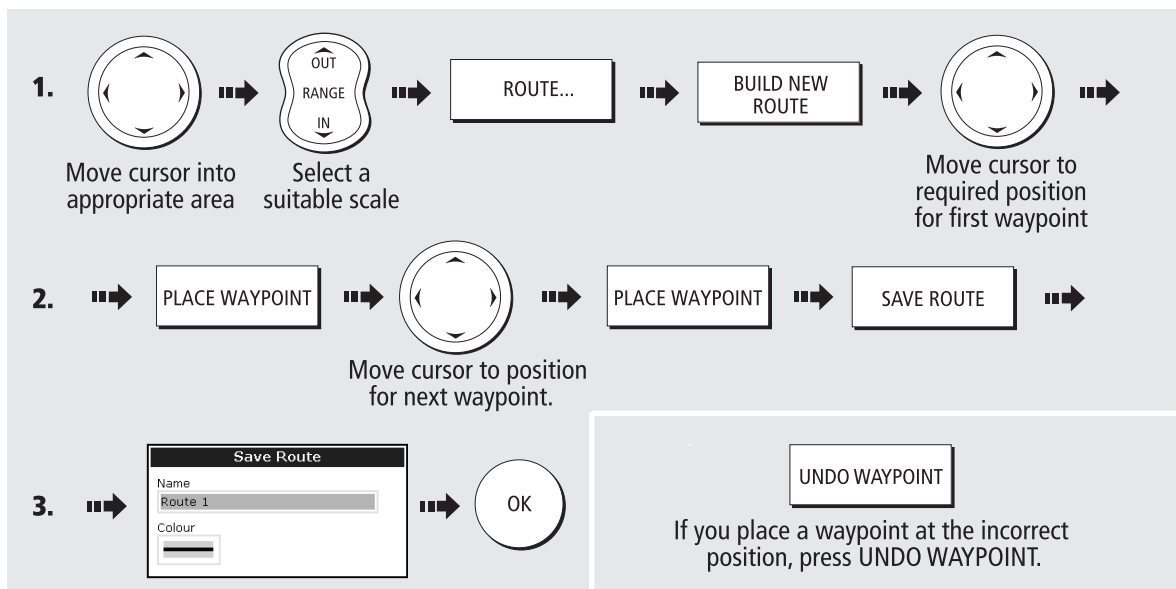 1.
OUT
RANGE
IN
ROUTE...
BUILD NEW
ROUTE
Move cursor into
appropriate area
Select a
suitable scale
Move cursor to
required position
for first waypoint
2.
PLACE WAYPOINT
PLACE WAYPOINT
SAVE ROUTE
Move cursor to position
for next waypoint.
3.
Save Route
Name
Route 1
Colour
OK
UNDO WAYPOINT
If you place a waypoint at the incorrect
position, press UNDO WAYPOINT.